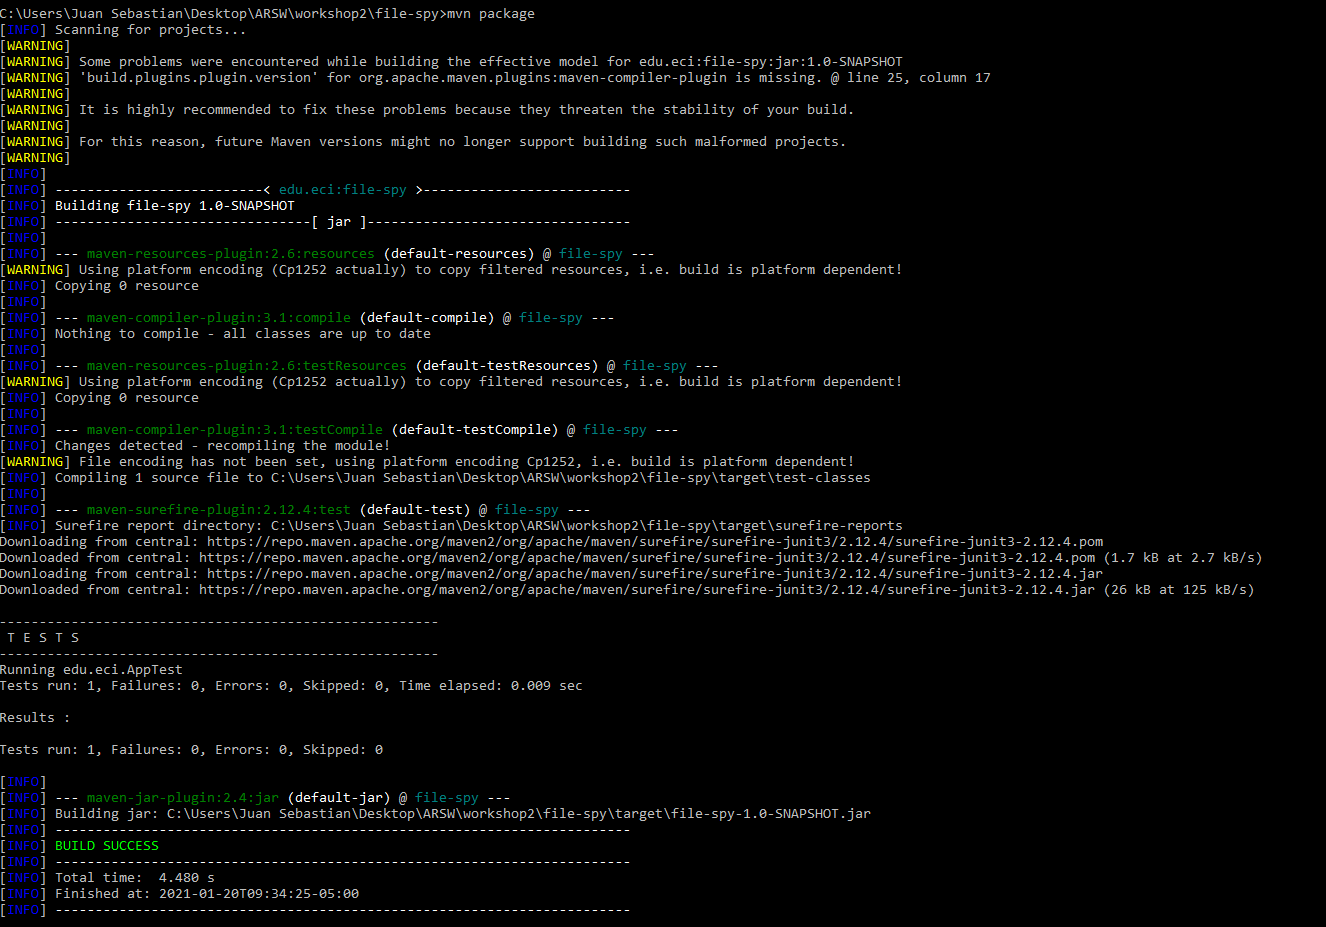 C:\Users\Juan Sebastian\Desktop\ARSW\workshop2\file-spy>mvn package
[INFO] Scanning for projects...
[WARNING]
[WARNING] Some problems were encountered while building the effective model for edu.eci:file-spy:jar:1.0-SNAPSHOT
[WARNING] 'build.plugins.plugin.version' for org.apache.maven.plugins:maven-compiler-plugin is missing. @ line 25, column 17
[WARNING]
[WARNING] It is highly recommended to fix these problems because they threaten the stability of your build.
[WARNING]
[WARNING] For this reason, future Maven versions might no longer support building such malformed projects.
[WARNING]
[INFO]
[INFO] --------------------------< edu.eci:file-spy >--------------------------
[INFO] Building file-spy 1.0-SNAPSHOT
[INFO] --------------------------------[ jar ]---------------------------------
[INFO]
[INFO] --- maven-resources-plugin:2.6:resources (default-resources) @ file-spy ---
[WARNING] Using platform encoding (Cp1252 actually) to copy filtered resources, i.e. build is platform dependent!
[INFO] Copying 0 resource
[INFO]
[INFO] --- maven-compiler-plugin:3.1:compile (default-compile) @ file-spy ---
[INFO] Nothing to compile - all classes are up to date
[INFO]
[INFO] --- maven-resources-plugin:2.6:testResources (default-testResources) @ file-spy ---
[WARNING] Using platform encoding (Cp1252 actually) to copy filtered resources, i.e. build is platform dependent!
[INFO] Copying 0 resource
[INFO]
[INFO] --- maven-compiler-plugin:3.1:testCompile (default-testCompile) @ file-spy ---
[INFO] Changes detected - recompiling the module!
[WARNING] File encoding has not been set, using platform encoding Cp1252, i.e. build is platform dependent!
[INFO] Compiling 1 source file to C:\Users\Juan Sebastian\Desktop\ARSW\workshop2\file-spy\target\test-classes
[INFO]
[INFO] --- maven-surefire-plugin:2.12.4:test (default-test) @ file-spy ---
[INFO] Surefire report directory: C:\Users\Juan Sebastian\Desktop\ARSW\workshop2\file-spy\target\surefire-reports
Downloading from central: https://repo.maven.apache.org/maven2/org/apache/maven/surefire/surefire-junit3/2.12.4/surefire-junit3-2.12.4.pom
Downloaded from central: https://repo.maven.apache.org/maven2/org/apache/maven/surefire/surefire-junit3/2.12.4/surefire-junit3-2.12.4.pom (1.7 kB at 2.7 kB/s)
Downloading from central: https://repo.maven.apache.org/maven2/org/apache/maven/surefire/surefire-junit3/2.12.4/surefire-junit3-2.12.4.jar
Downloaded from central: https://repo.maven.apache.org/maven2/org/apache/maven/surefire/surefire-junit3/2.12.4/surefire-junit3-2.12.4.jar (26 kB at 125 kB/s)
-------------------------------------------------------
T E S T S
-------------------------------------------------------
Running edu.eci.AppTest
Tests run: 1, Failures: 0, Errors: 0, Skipped: 0, Time elapsed: 0.009 sec
Results :
Tests run: 1, Failures: 0, Errors: 0, Skipped: 0
[INFO]
[INFO] --- maven-jar-plugin:2.4:jar (default-jar) @ file-spy ---
[INFO] Building jar: C:\Users\Juan Sebastian\Desktop\ARSW\workshop2\file-spy\target\file-spy-1.0-SNAPSHOT.jar
[INFO] ------------------------------------------------------------------------
[INFO] BUILD SUCCESS
[INFO] ------------------------------------------------------------------------
[INFO] Total time:  4.480 s
[INFO] Finished at: 2021-01-20T09:34:25-05:00
[INFO] ------------------------------------------------------------------------